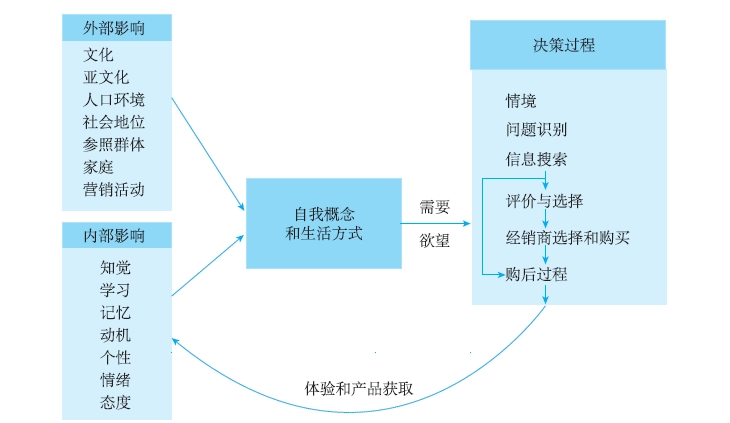 外部影响
文化
亚文化
人口环境
社会地位
参照群体
家庭
营销活动
内部影响
知觉
学习
记忆
动机
个性
情绪
态度
自我概念
和生活方式
需要
欲望
决策过程
情境
问题识别
信息搜索
评价与选择
经销商选择和购买
购后过程
体验和产品获取